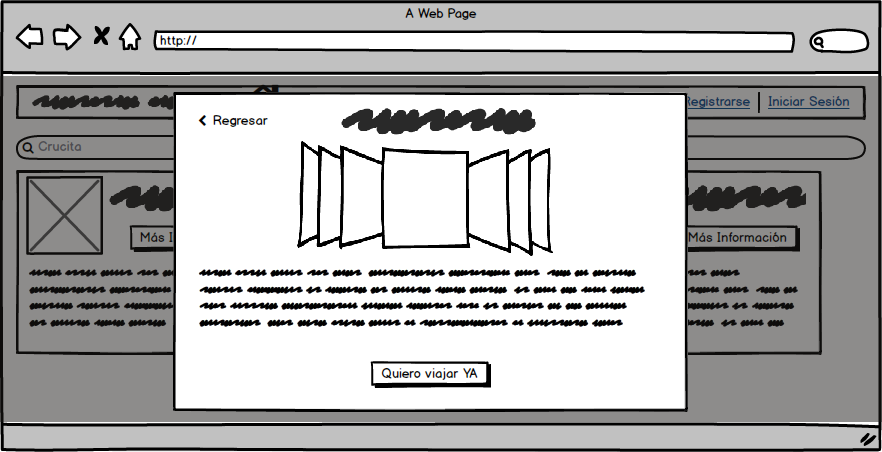 A Web Page
http://
Registrarse
Iniciar Sesión
Regresar
Crucita
Más I
Más Información
Quiero viajar YA